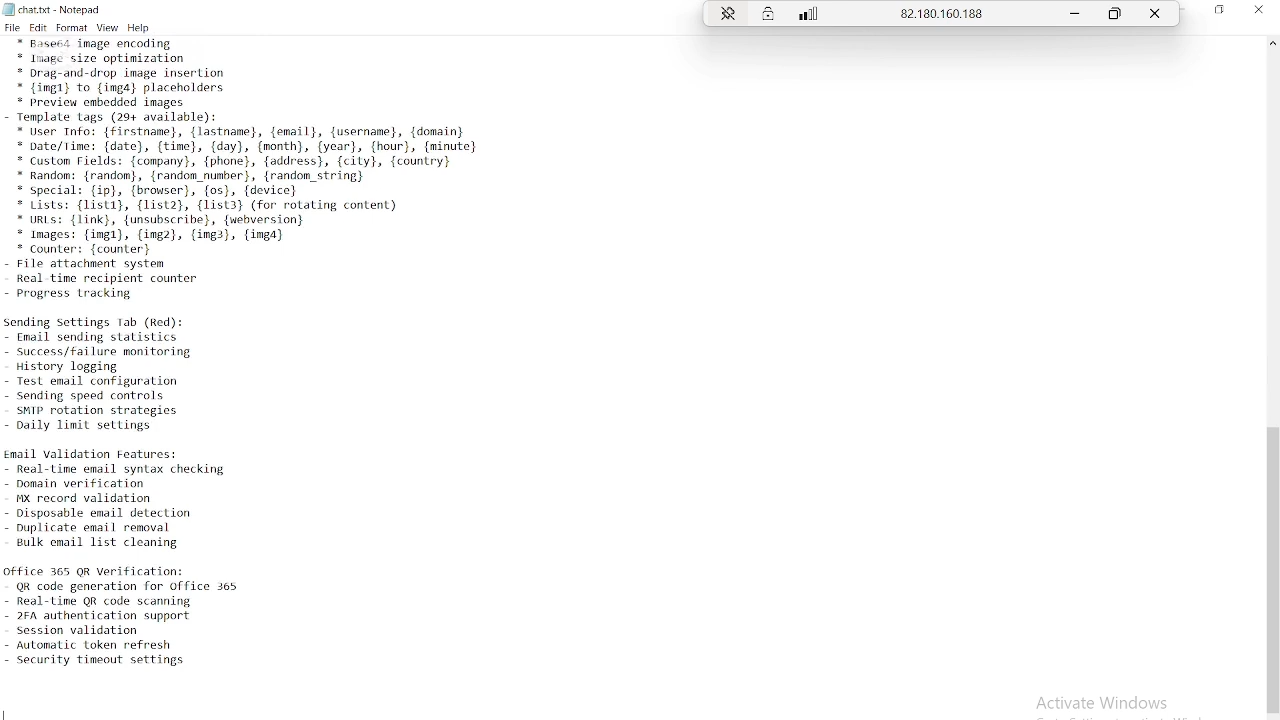 chat.txt - Notepad
82.180.160.188
File Edit Format View Help
* Base64 image encoding
* Image size optimization
* Drag-and-drop image insertion
* {img1} to {img4} placeholders
* Preview embedded images
- Template tags (29+ available):
* User Info: {firstname}, {lastname}, {email}, {username}, {domain}
* Date/Time: {date}, {time}, {day}, {month}, {year}, {hour}, {minute}
* Custom Fields: {company}, {phone}, {address}, {city}, {country}
* Random: {random}, {random_number}, {random_string}
* Special: {ip}, {browser}, {os}, {device}
* Lists: {list1}, {list2}, {list3} (for rotating content)
* URLs: {link}, {unsubscribe}, {webversion}
* Images: {img1}, {img2}, {img3}, {img4}
* Counter: {counter}
- File attachment system
- Real-time recipient counter
- Progress tracking
Sending Settings Tab (Red):
- Email sending statistics
- Success/failure monitoring
- History logging
- Test email configuration
- Sending speed controls
- SMTP rotation strategies
- Daily limit settings
Email Validation Features:
- Real-time email syntax checking
- Domain verification
- MX record validation
- Disposable email detection
- Duplicate email removal
- Bulk email list cleaning
Office 365 QR Verification:
- QR code generation for Office 365
- Real-time QR code scanning
- 2FA authentication support
- Session validation
- Automatic token refresh
- Security timeout settings
Activate Windows